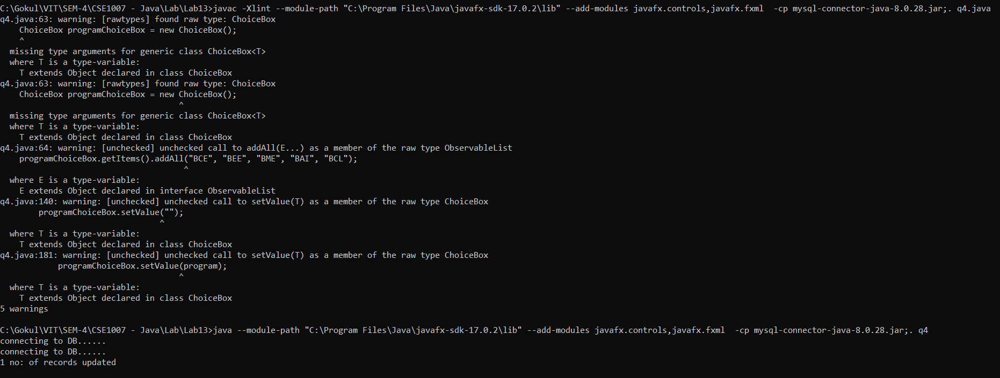 C:\Gokul\VIT\SEM-4\CSE1007 - Java\Lab\Lab13>javac -Xlint --module-path "C:\Program Files\Java\javafx-sdk-17.0.2\lib" --add-modules javafx.controls,javafx.fxml  -cp mysql-connector-java-8.0.28.jar;. q4.java
q4.java:63: warning: [rawtypes] found raw type: ChoiceBox
    ChoiceBox programChoiceBox = new ChoiceBox();
    ^
  missing type arguments for generic class ChoiceBox<T>
  where T is a type-variable:
    T extends Object declared in class ChoiceBox
q4.java:63: warning: [rawtypes] found raw type: ChoiceBox
    ChoiceBox programChoiceBox = new ChoiceBox();
                                     ^
  missing type arguments for generic class ChoiceBox<T>
  where T is a type-variable:
    T extends Object declared in class ChoiceBox
q4.java:64: warning: [unchecked] unchecked call to addAll(E...) as a member of the raw type ObservableList
    programChoiceBox.getItems().addAll("BCE", "BEE", "BME", "BAI", "BCL");
                                      ^
  where E is a type-variable:
    E extends Object declared in interface ObservableList
q4.java:140: warning: [unchecked] unchecked call to setValue(T) as a member of the raw type ChoiceBox
        programChoiceBox.setValue("");
                                 ^
  where T is a type-variable:
    T extends Object declared in class ChoiceBox
q4.java:181: warning: [unchecked] unchecked call to setValue(T) as a member of the raw type ChoiceBox
            programChoiceBox.setValue(program);
                                     ^
  where T is a type-variable:
    T extends Object declared in class ChoiceBox
5 warnings
C:\Gokul\VIT\SEM-4\CSE1007 - Java\Lab\Lab13>java --module-path "C:\Program Files\Java\javafx-sdk-17.0.2\lib" --add-modules javafx.controls,javafx.fxml  -cp mysql-connector-java-8.0.28.jar;. q4
connecting to DB......
connecting to DB......
1 no: of records updated